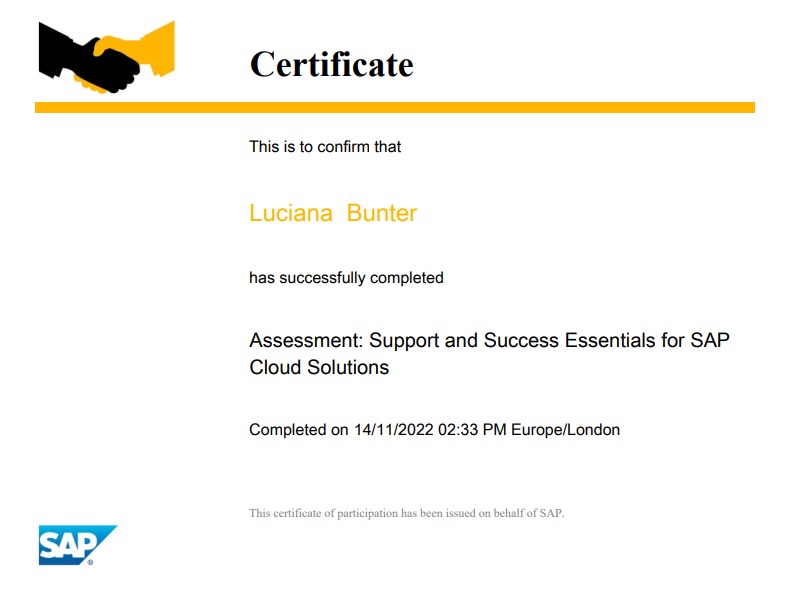 Certificate
This is to confirm that
Luciana Bunter
has successfully completed
Assessment: Support and Success Essentials for SAP
Cloud Solutions
Completed on 14/11/2022 02:33 PM Europe/London
This certificate of participation has been issued on behalf of SAP.
SAP®